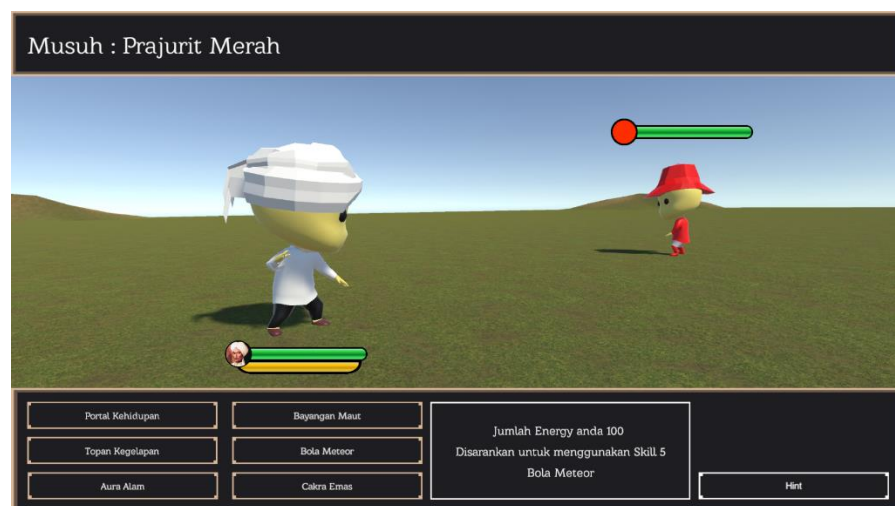 Musuh : Prajurit Merah
Portal Kehidupan
Bayangan Maut
Topan Kegelapan
Bola Meteor
Aura Alam
Cakra Emas
Jumlah Energy anda 100
Disarankan untuk menggunakan Skill 5
Bola Meteor
Hint